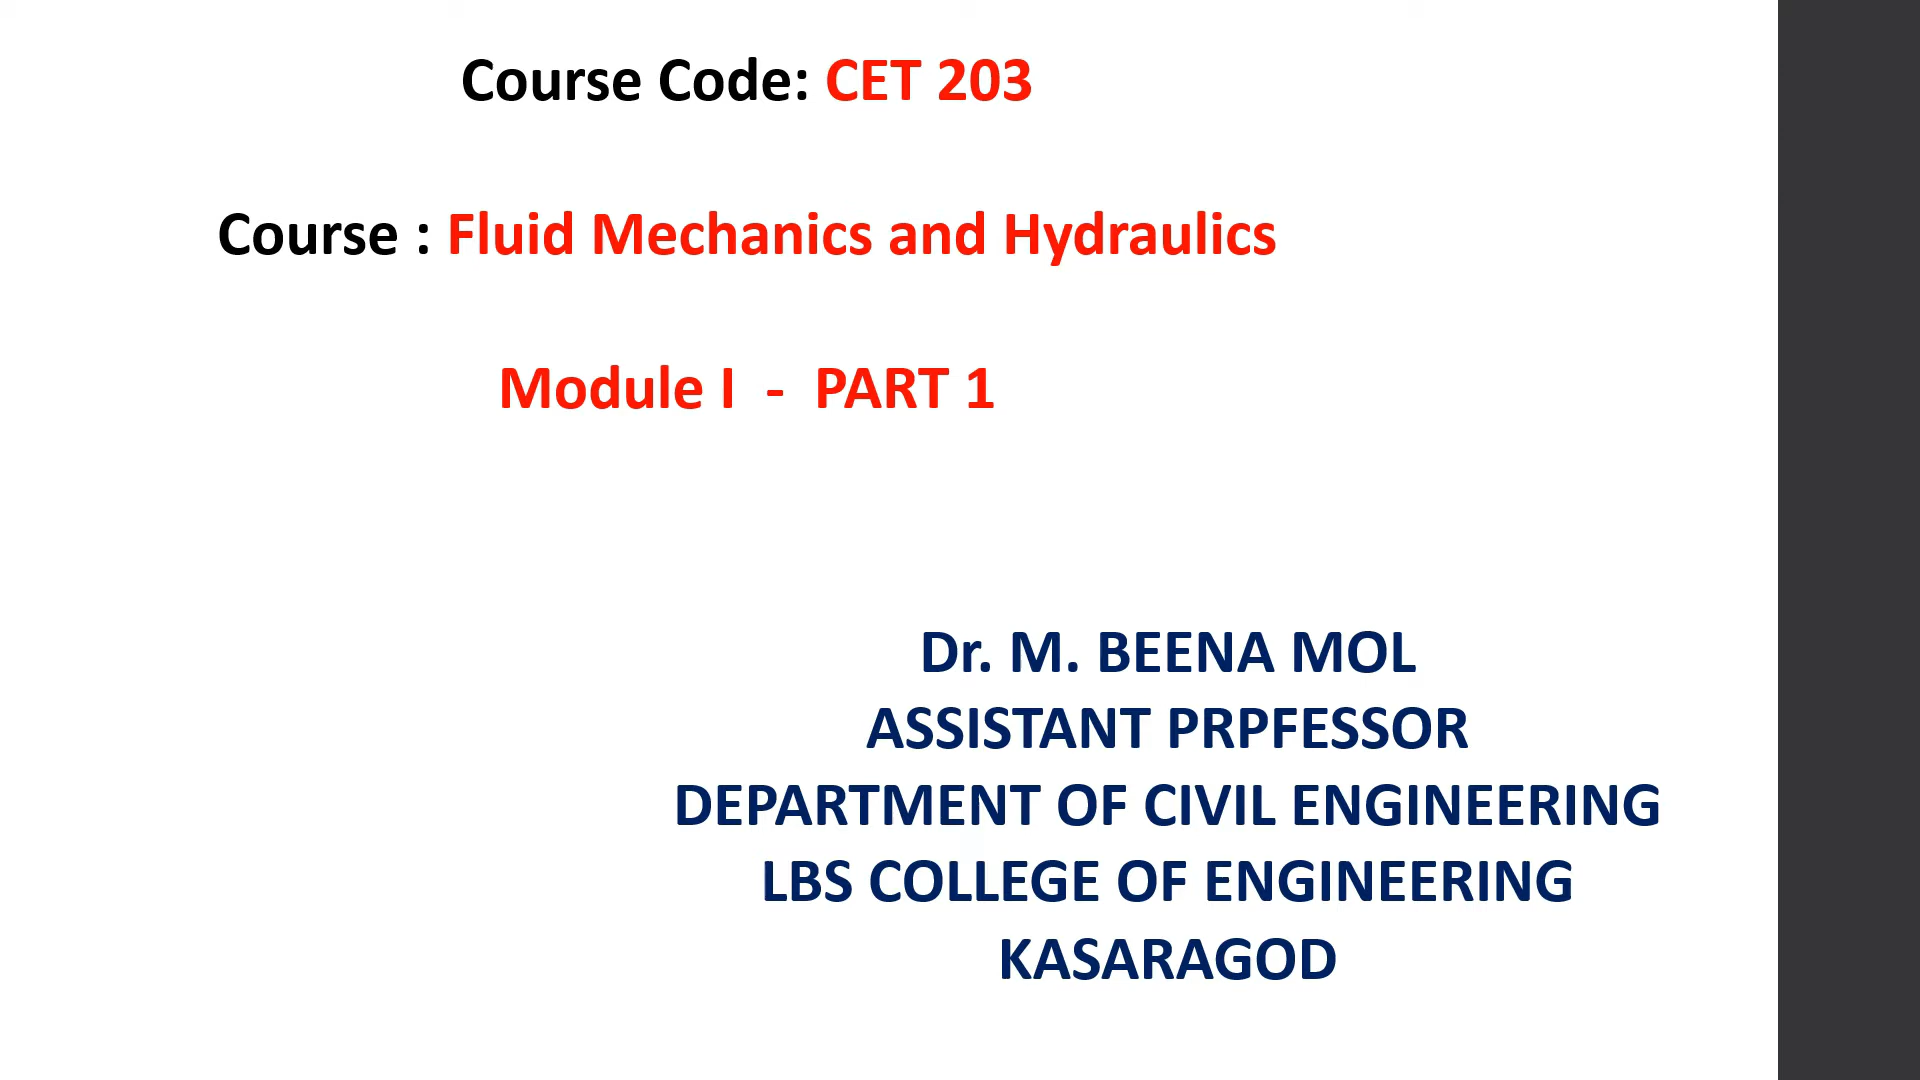 Course Code: CET 203
Course : Fluid Mechanics and Hydraulics
Module I - PART 1
Dr. M. BEENA MOL
ASSISTANT PRPFESSOR
DEPARTMENT OF CIVIL ENGINEERING
LBS COLLEGE OF ENGINEERING
KASARAGOD